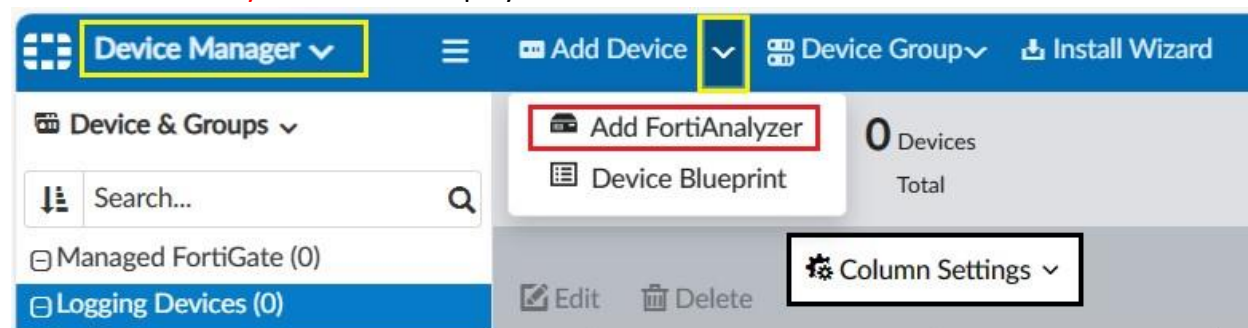 Device Manager
Add Device
Device Group
Install Wizard
Device & Groups
Search...
Managed FortiGate (0)
Logging Devices (0)
Add FortiAnalyzer
Device Blueprint
0 Devices
Total
Edit
Delete
Column Settings